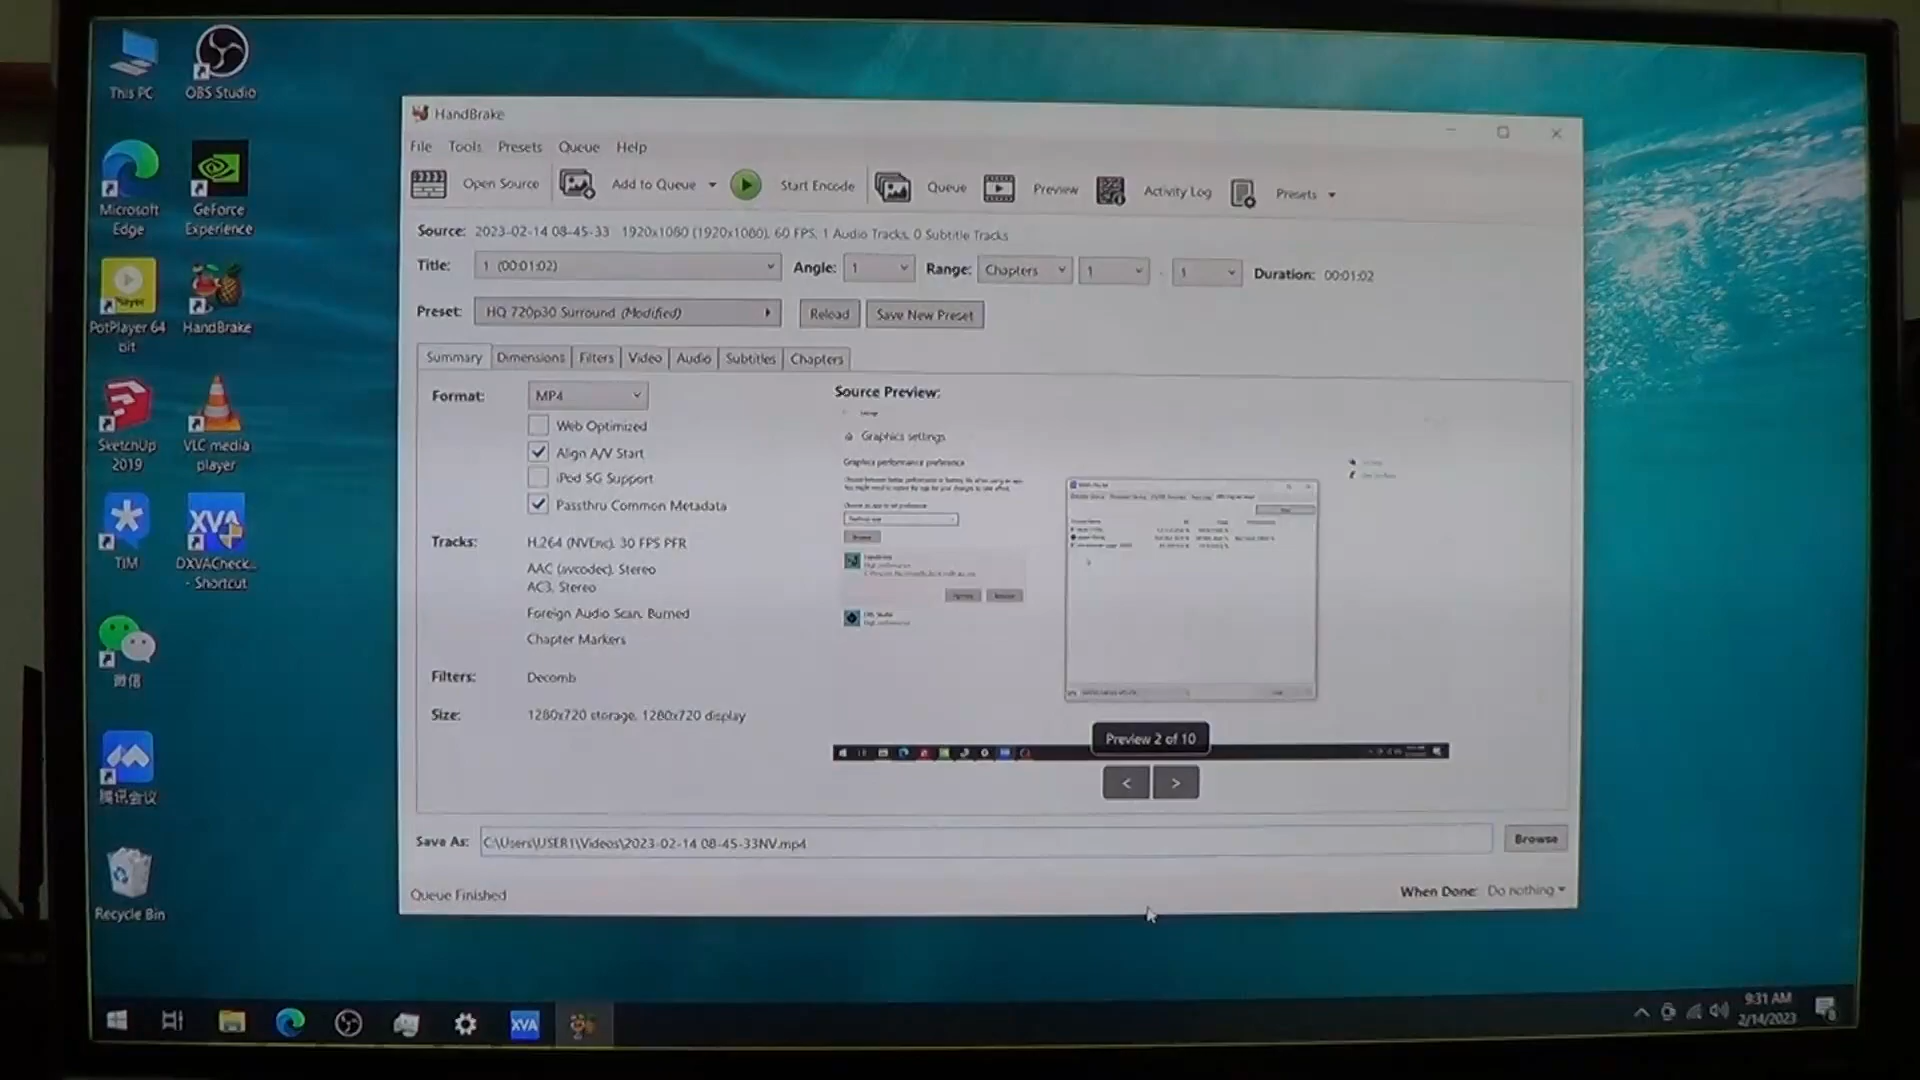 This PC
OBS Studio
Microsoft
Edge
GeForce
Experience
Player
PotPlayer 64
bit
HandBrake
SketchUp
2019
VLC media
player
TIM
XVA
DXVAChec...
- Shortcut
微信
腾讯会议
Recycle Bin
HandBrake
File Tools Presets Queue Help
Open Source Add to Queue Start Encode Queue Preview Activity Log Presets
Source: 2023-02-14 08-45-33 1920x1080 (1920x1080), 60 FPS, 1 Audio Tracks, 0 Subtitle Tracks
Title: 1 (00:01:02) Angle: 1 Range: Chapters 1 - 1 Duration: 00:01:02
Preset: HQ 720p30 Surround (Modified) Reload Save New Preset
Summary Dimensions Filters Video Audio Subtitles Chapters
Format: MP4
Web Optimized
Align A/V Start
iPod 5G Support
Passthru Common Metadata
Tracks: H.264 (NVEnc), 30 FPS PFR
AAC (avcodec), Stereo
AC3, Stereo
Foreign Audio Scan, Burned
Chapter Markers
Filters: Decomb
Size: 1280x720 storage, 1280x720 display
Source Preview:
Graphics settings
Graphics performance preference
Preview 2 of 10
< >
Save As: C:\Users\USER1\Videos\2023-02-14 08-45-33NV.mp4 Browse
Queue Finished When Done: Do nothing
XVA
9:31 AM
2/14/2023
8